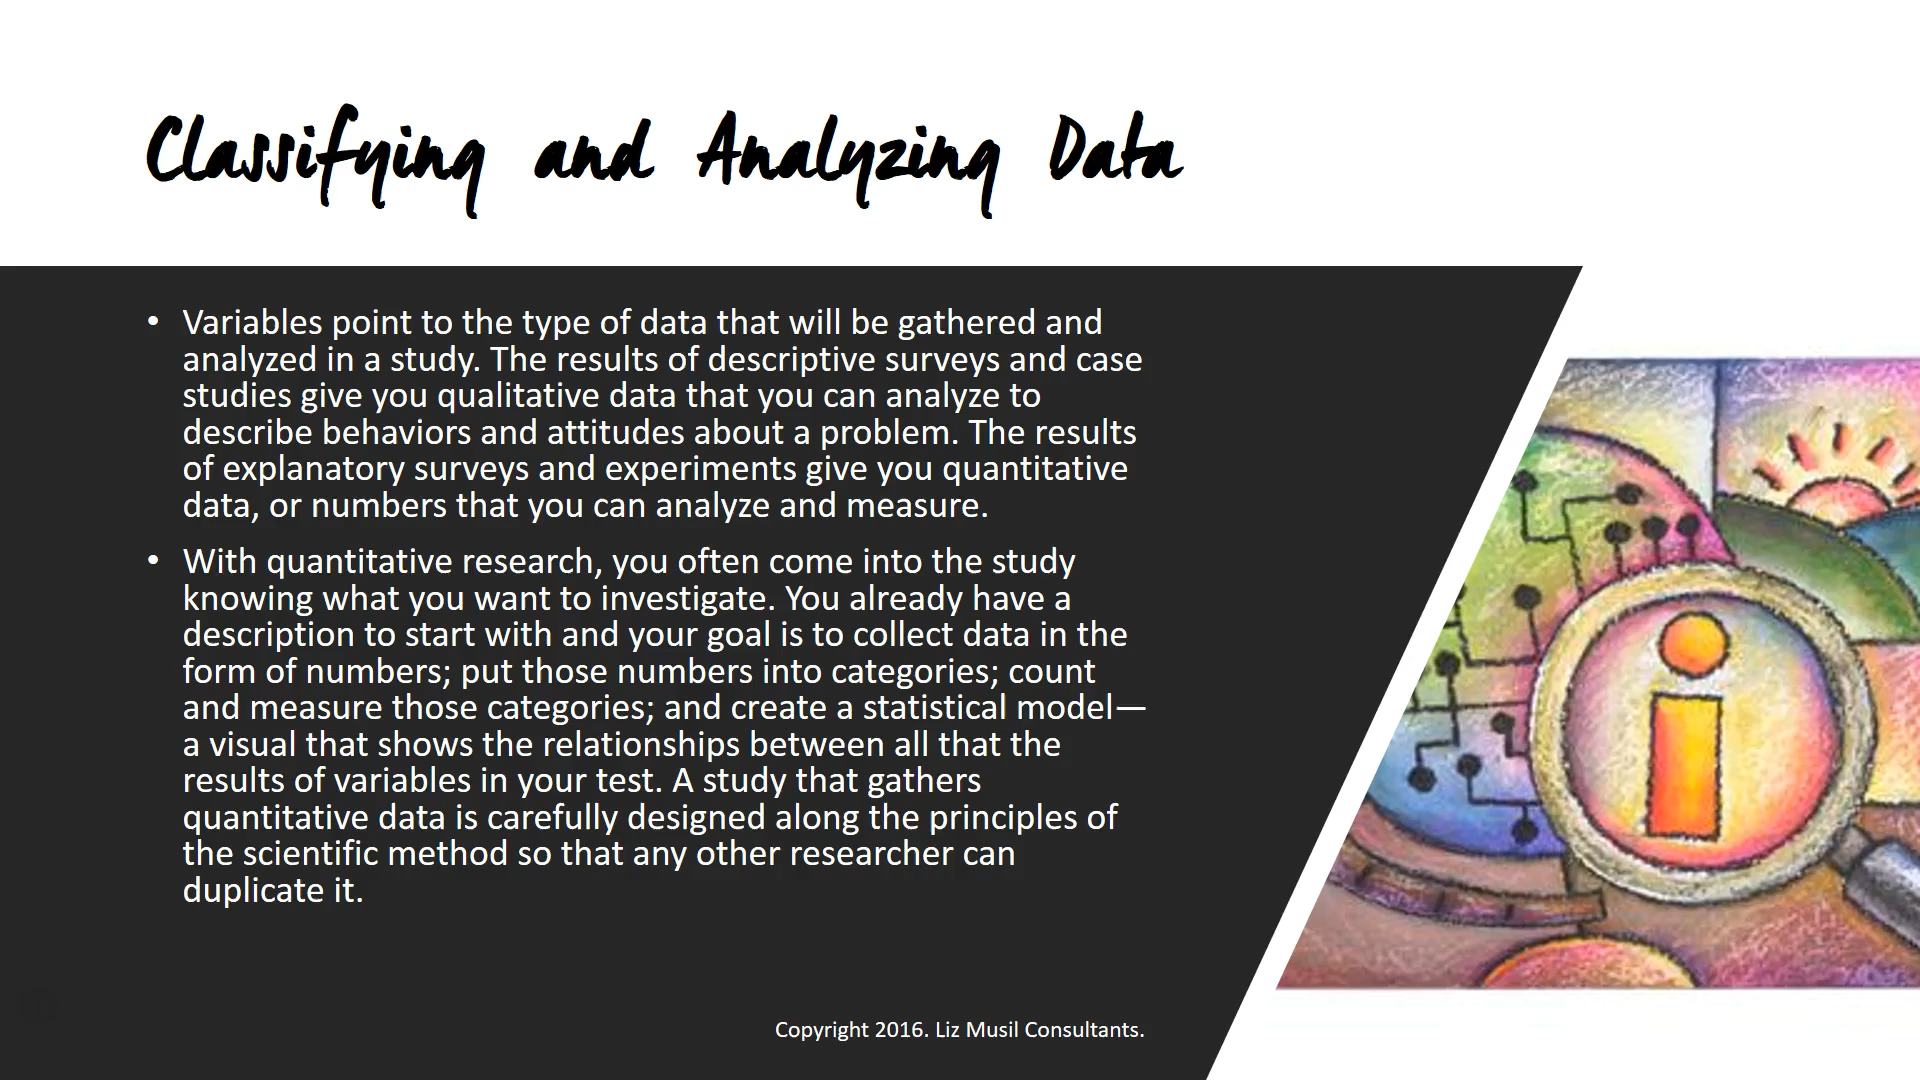 Classifying and Analyzing Data
• Variables point to the type of data that will be gathered and
analyzed in a study. The results of descriptive surveys and case
studies give you qualitative data that you can analyze to
describe behaviors and attitudes about a problem. The results
of explanatory surveys and experiments give you quantitative
data, or numbers that you can analyze and measure.
• With quantitative research, you often come into the study
knowing what you want to investigate. You already have a
description to start with and your goal is to collect data in the
form of numbers; put those numbers into categories; count
and measure those categories; and create a statistical model—
a visual that shows the relationships between all that the
results of variables in your test. A study that gathers
quantitative data is carefully designed along the principles of
the scientific method so that any other researcher can
duplicate it.
i
Copyright 2016. Liz Musil Consultants.